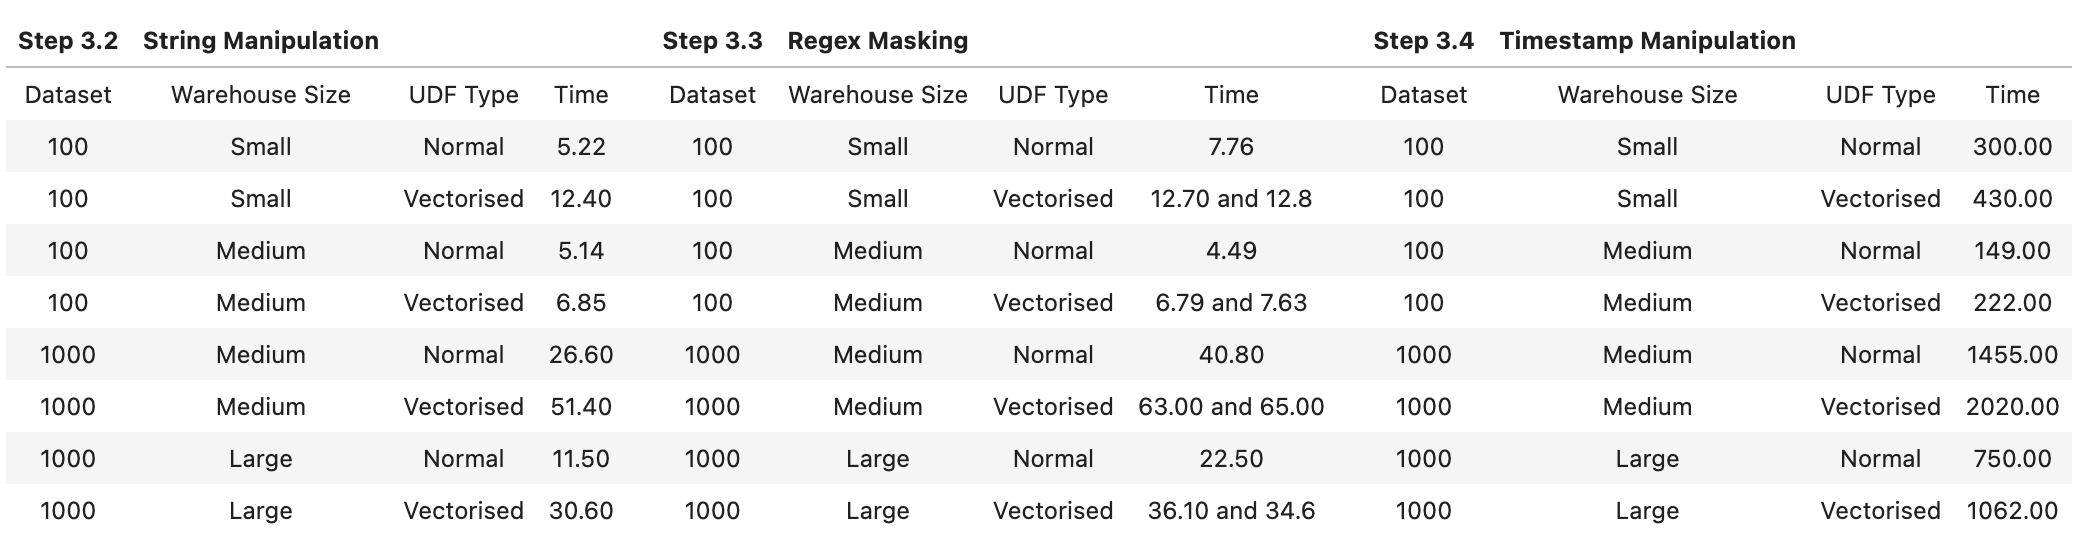 Step 3.2 String Manipulation Step 3.3 Regex Masking Step 3.4 Timestamp Manipulation
Dataset Warehouse Size UDF Type Time Dataset Warehouse Size UDF Type Time Dataset Warehouse Size UDF Type Time
100 Small Normal 5.22 100 Small Normal 7.76 100 Small Normal 300.00
100 Small Vectorised 12.40 100 Small Vectorised 12.70 and 12.8 100 Small Vectorised 430.00
100 Medium Normal 5.14 100 Medium Normal 4.49 100 Medium Normal 149.00
100 Medium Vectorised 6.85 100 Medium Vectorised 6.79 and 7.63 100 Medium Vectorised 222.00
1000 Medium Normal 26.60 1000 Medium Normal 40.80 1000 Medium Normal 1455.00
1000 Medium Vectorised 51.40 1000 Medium Vectorised 63.00 and 65.00 1000 Medium Vectorised 2020.00
1000 Large Normal 11.50 1000 Large Normal 22.50 1000 Large Normal 750.00
1000 Large Vectorised 30.60 1000 Large Vectorised 36.10 and 34.6 1000 Large Vectorised 1062.00